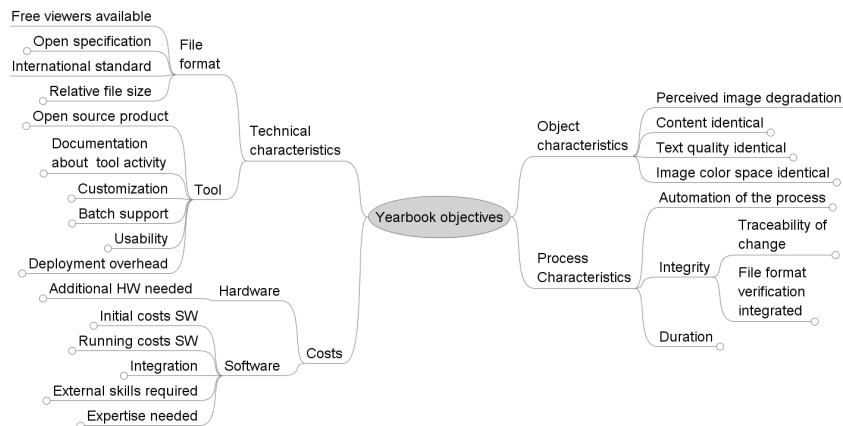 Free viewers available
Open specification
International standard
Relative file size
File
format
Open source product
Documentation
about tool activity
Customization
Batch support
Usability
Deployment overhead
Tool
Technical
characteristics
Additional HW needed
Hardware
Initial costs SW
Running costs SW
Integration
External skills required
Expertise needed
Software
Costs
Yearbook objectives
Object
characteristics
Perceived image degradation
Content identical
Text quality identical
Image color space identical
Process
Characteristics
Automation of the process
Integrity
Traceability of
change
File format
verification
integrated
Duration